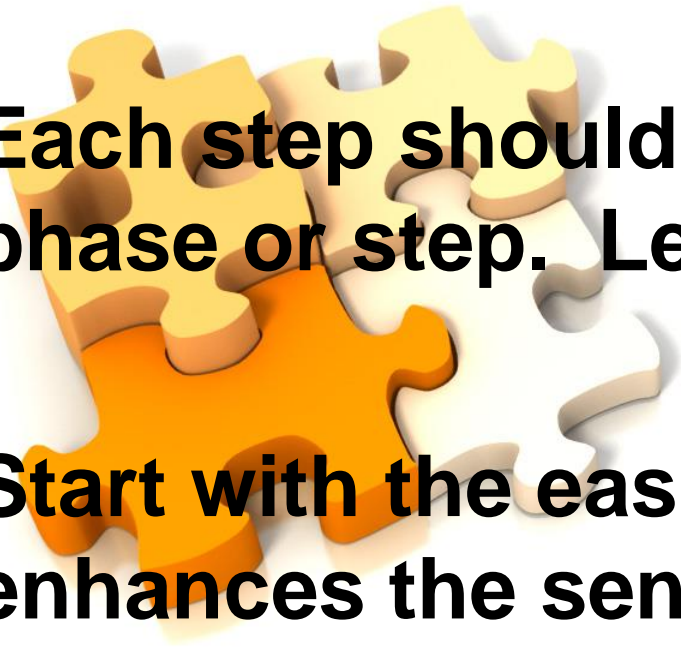 Each step should
phase or step. Le
Start with the eas
enhances the sen